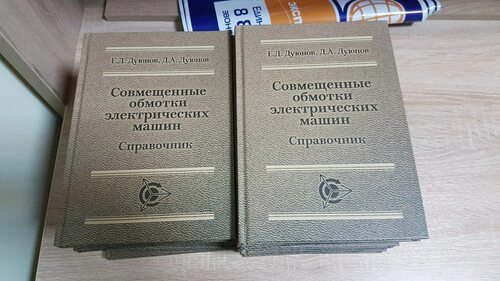 Е.Д. Дуюнов, Д.А. Дуюнов
Совмещенные
обмотки
электрических
машин
Справочник
Е.Д. Дуюнов, Д.А. Дуюнов
Совмещенные
обмотки
электрических
машин
Справочник